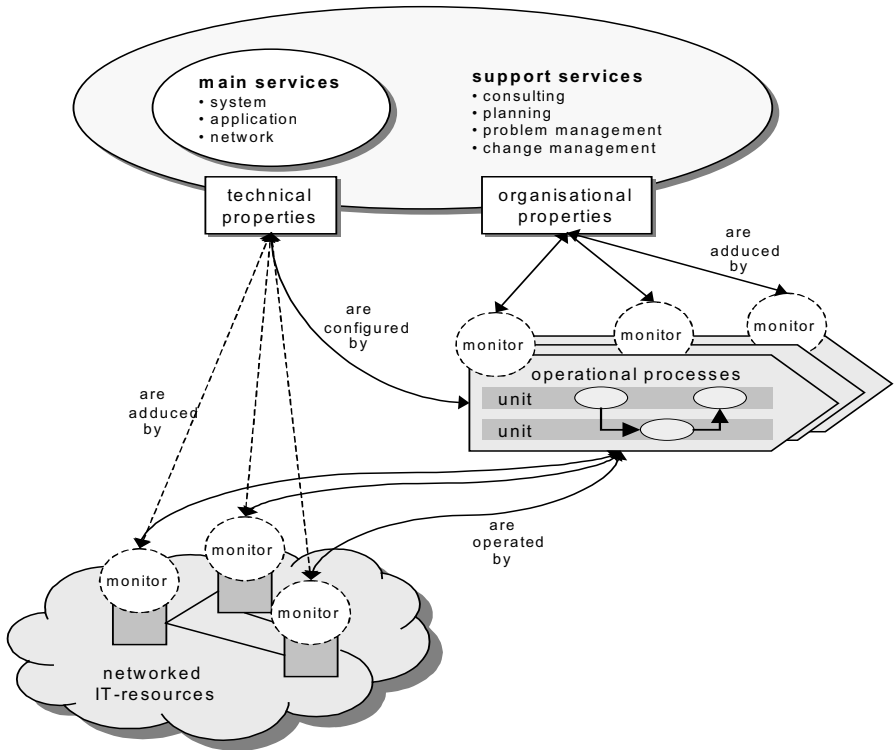 main services
• system
• application
• network
support services
• consulting
• planning
• problem management
• change management
technical
properties
organisational
properties
are
adduced
by
are
configured
by
monitor
monitor
monitor
operational processes
unit
unit
are
adduced
by
are
operated
by
monitor
monitor
monitor
networked
IT-resources